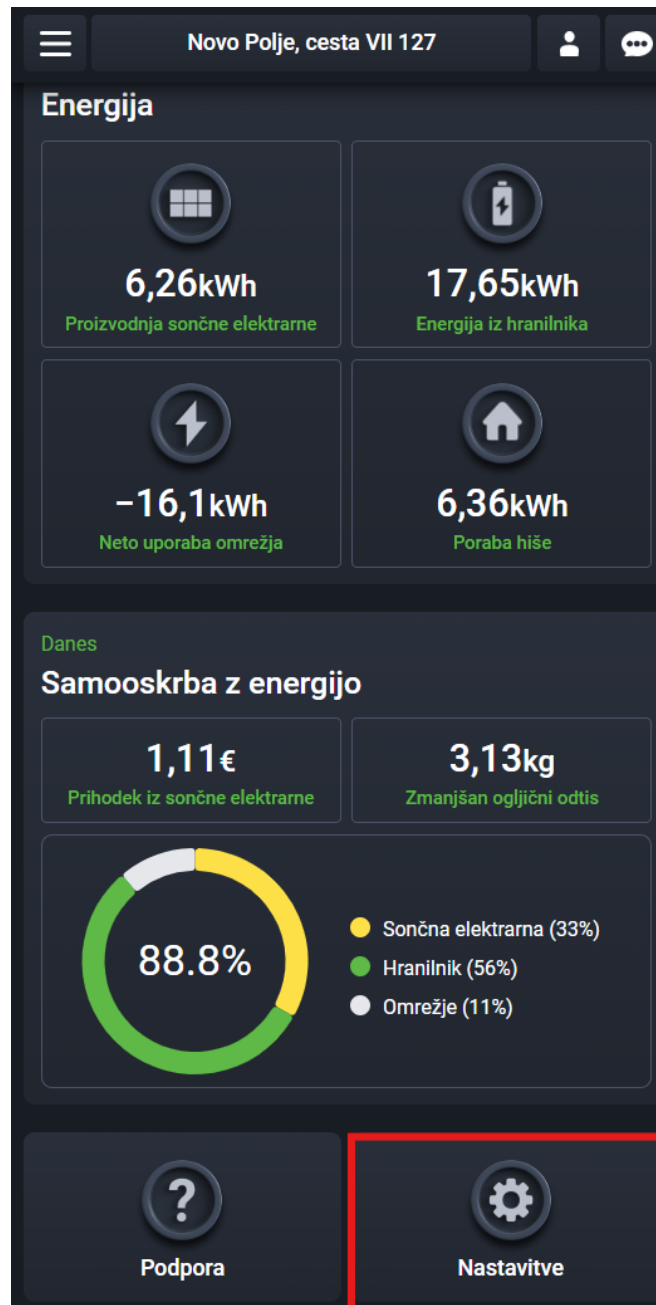 Novo Polje, cesta VII 127
Energija
6,26kWh
Proizvodnja sončne elektrarne
17,65kWh
Energija iz hranilnika
−16,1kWh
Neto uporaba omrežja
6,36kWh
Poraba hiše
Danes
Samooskrba z energijo
1,11€
Prihodek iz sončne elektrarne
3,13kg
Zmanjšan ogljični odtis
88.8%
Sončna elektrarna (33%)
Hranilnik (56%)
Omrežje (11%)
?
Podpora
Nastavitve